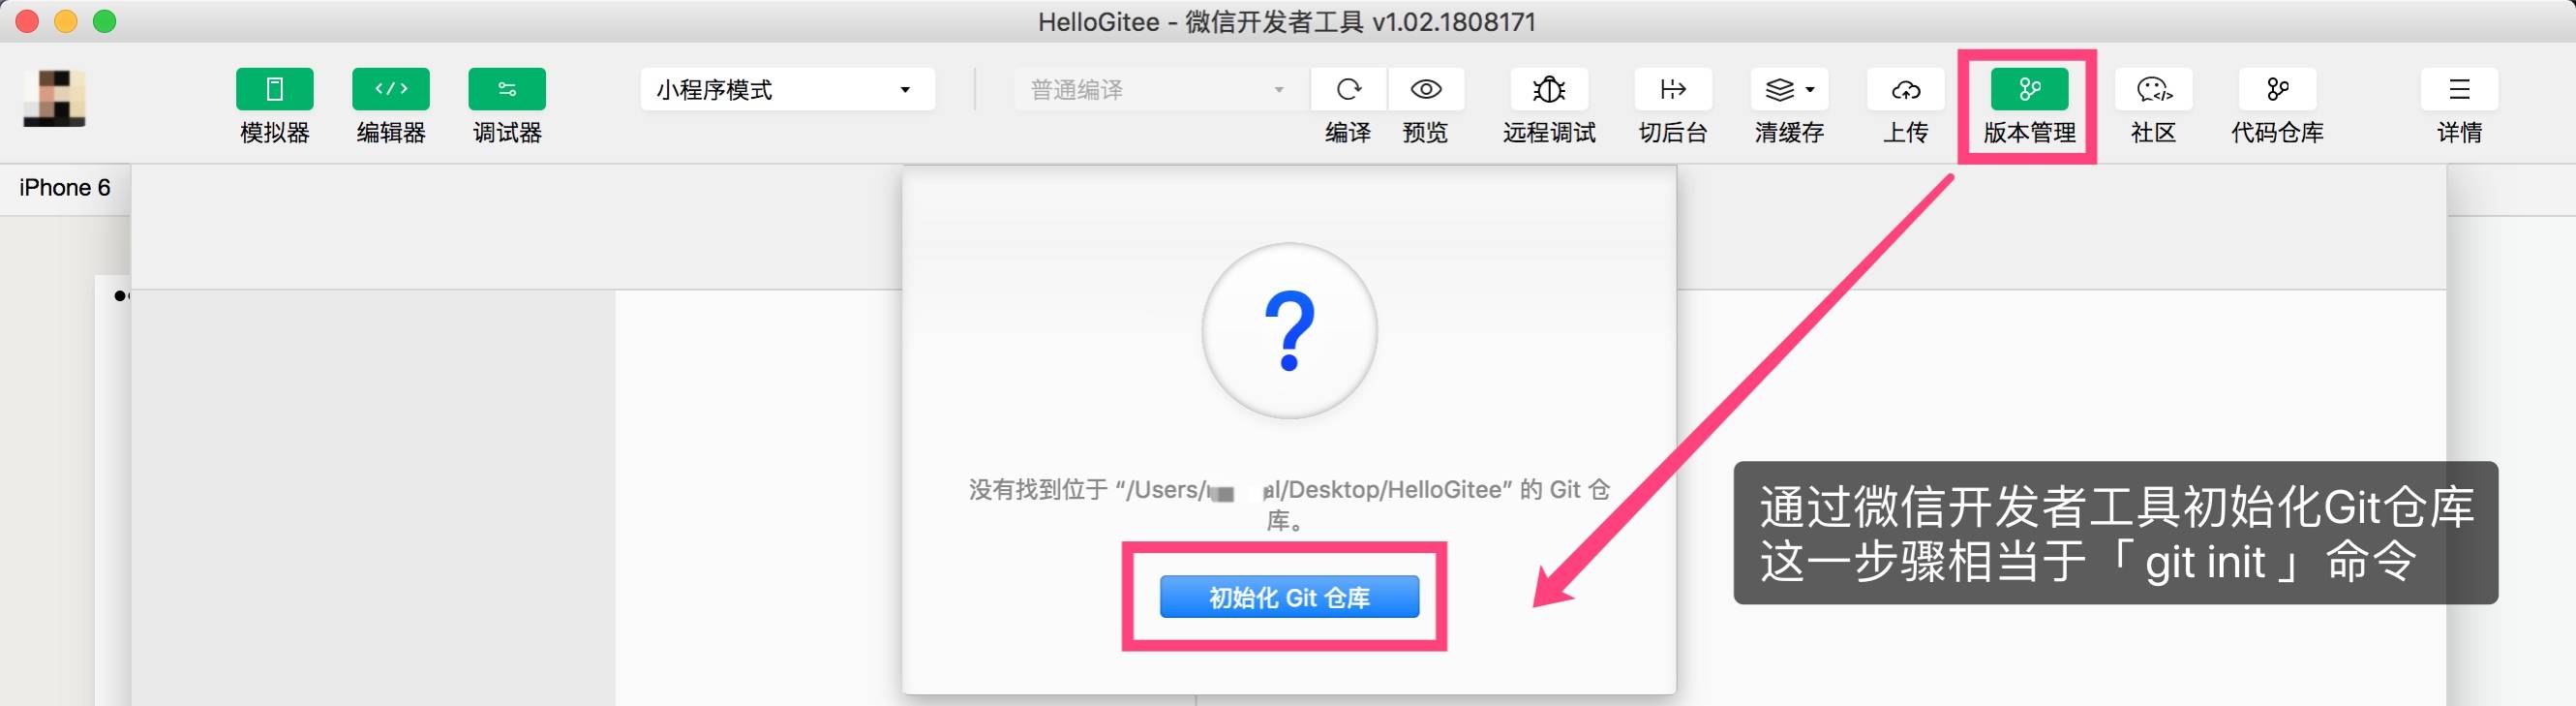 HelloGitee - 微信开发者工具 v1.02.1808171
小程序模式
普通编译
模拟器 编辑器 调试器 编译 预览 远程调试 切后台 清缓存 上传 版本管理 社区 代码仓库 详情
iPhone 6
没有找到位于 “/Users/ al/Desktop/HelloGitee” 的 Git 仓
库。
初始化 Git 仓库
通过微信开发者工具初始化Git仓库
这一步骤相当于「 git init 」命令